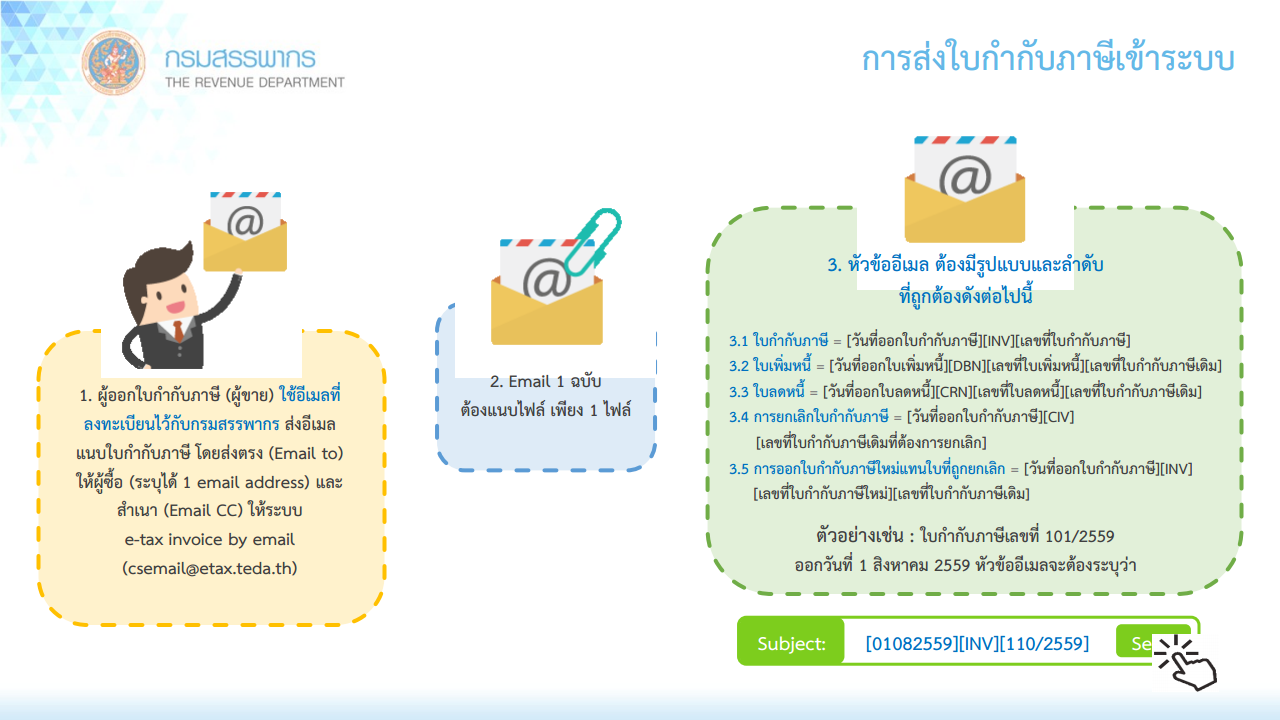 กรมสรรพากร
THE REVENUE DEPARTMENT
การส่งใบกำกับภาษีเข้าระบบ
1. ผู้ออกใบกำกับภาษี (ผู้ขาย) ใช้อีเมลที่
ลงทะเบียนไว้กับกรมสรรพากร ส่งอีเมล
แนบใบกำกับภาษี โดยส่งตรง (Email to)
ให้ผู้ซื้อ (ระบุได้ 1 email address) และ
สำเนา (Email CC) ให้ระบบ
e-tax invoice by email
(csemail@etax.teda.th)
2. Email 1 ฉบับ
ต้องแนบไฟล์ เพียง 1 ไฟล์
3. หัวข้ออีเมล ต้องมีรูปแบบและลำดับ
ที่ถูกต้องดังต่อไปนี้
3.1 ใบกำกับภาษี = [วันที่ออกใบกำกับภาษี][INV][เลขที่ใบกำกับภาษี]
3.2 ใบเพิ่มหนี้ = [วันที่ออกใบเพิ่มหนี้][DBN][เลขที่ใบเพิ่มหนี้][เลขที่ใบกำกับภาษีเดิม]
3.3 ใบลดหนี้ = [วันที่ออกใบลดหนี้][CRN][เลขที่ใบลดหนี้][เลขที่ใบกำกับภาษีเดิม]
3.4 การยกเลิกใบกำกับภาษี = [วันที่ออกใบกำกับภาษี][CIV]
[เลขที่ใบกำกับภาษีเดิมที่ต้องการยกเลิก]
3.5 การออกใบกำกับภาษีใหม่แทนใบที่ถูกยกเลิก = [วันที่ออกใบกำกับภาษี][INV]
[เลขที่ใบกำกับภาษีใหม่][เลขที่ใบกำกับภาษีเดิม]
ตัวอย่างเช่น : ใบกำกับภาษีเลขที่ 101/2559
ออกวันที่ 1 สิงหาคม 2559 หัวข้ออีเมลจะต้องระบุว่า
Subject: [01082559][INV][110/2559]